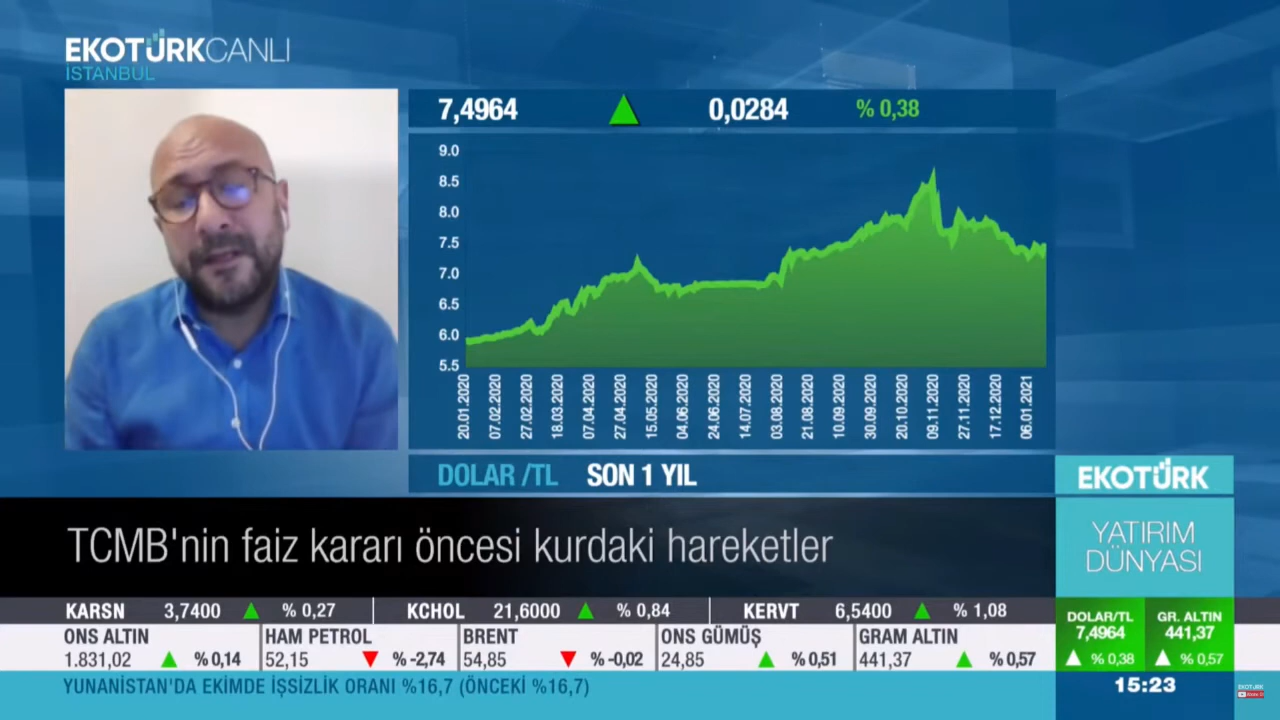 EKOTÜRK CANLI
İSTANBUL
7,4964 0,0284 % 0,38
9.0
8.5
8.0
7.5
7.0
6.5
6.0
5.5
20.01.2020
07.02.2020
27.02.2020
18.03.2020
07.04.2020
27.04.2020
15.05.2020
04.06.2020
24.06.2020
14.07.2020
03.08.2020
21.08.2020
10.09.2020
30.09.2020
20.10.2020
09.11.2020
27.11.2020
17.12.2020
06.01.2021
DOLAR /TL SON 1 YIL
EKOTÜRK
YATIRIM
DÜNYASI
TCMB'nin faiz kararı öncesi kurdaki hareketler
KARSN 3,7400 % 0,27 KCHOL 21,6000 % 0,84 KERVT 6,5400 % 1,08
ONS ALTIN HAM PETROL BRENT ONS GÜMÜŞ GRAM ALTIN
1.831,02 % 0,14 52,15 % -2,74 54,85 % -0,02 24,85 % 0,51 441,37 % 0,57
DOLAR/TL GR. ALTIN
7,4964 441,37
% 0,38 % 0,57
YUNANİSTAN'DA EKİMDE İŞSİZLİK ORANI %16,7 (ÖNCEKİ %16,7)
15:23
EKOTÜRK